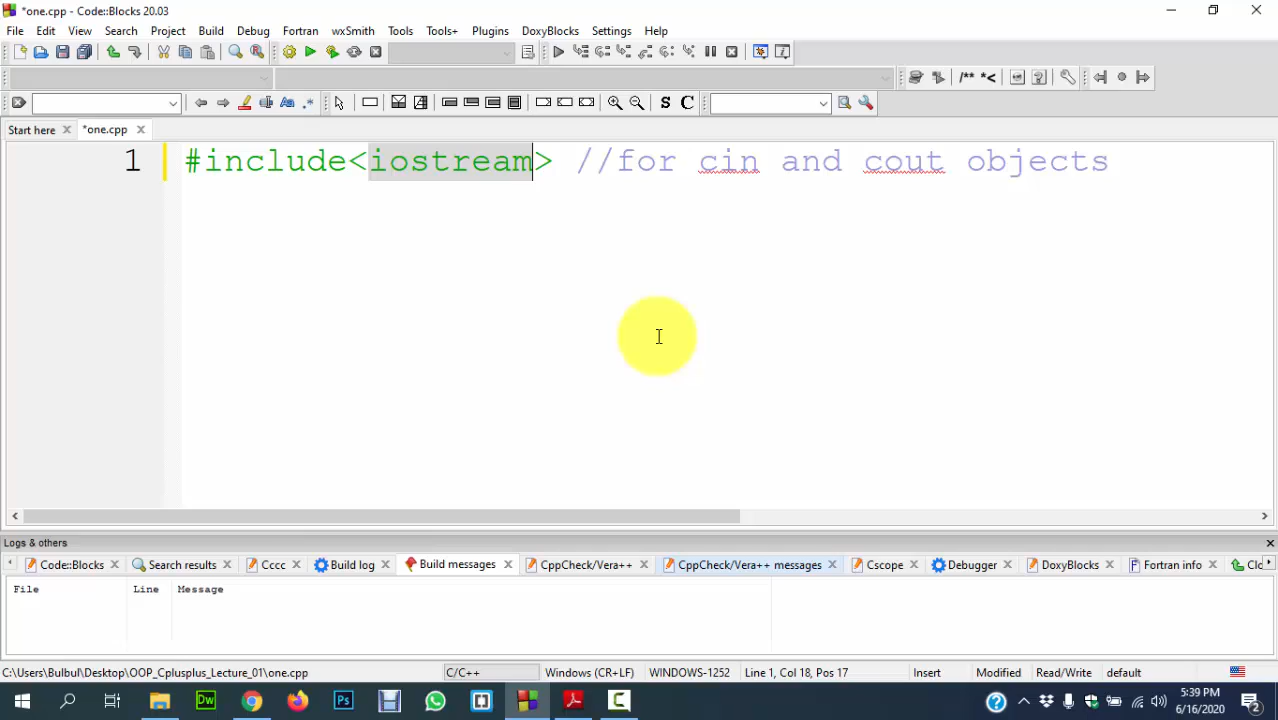 *one.cpp - Code::Blocks 20.03
File Edit View Search Project Build Debug Fortran wxSmith Tools Tools+ Plugins DoxyBlocks Settings Help
/** *<
.* S C
Start here *one.cpp
1 #include<iostream> //for cin and cout objects
Logs & others
Code::Blocks Search results Cccc Build log Build messages CppCheck/Vera++ CppCheck/Vera++ messages Cscope Debugger DoxyBlocks Fortran info Clo
File Line Message
C:\Users\Bulbul\Desktop\OOP_Cplusplus_Lecture_01\one.cpp C/C++ Windows (CR+LF) WINDOWS-1252 Line 1, Col 18, Pos 17 Insert Modified Read/Write default
Dw Ps
5:39 PM
6/16/2020
2